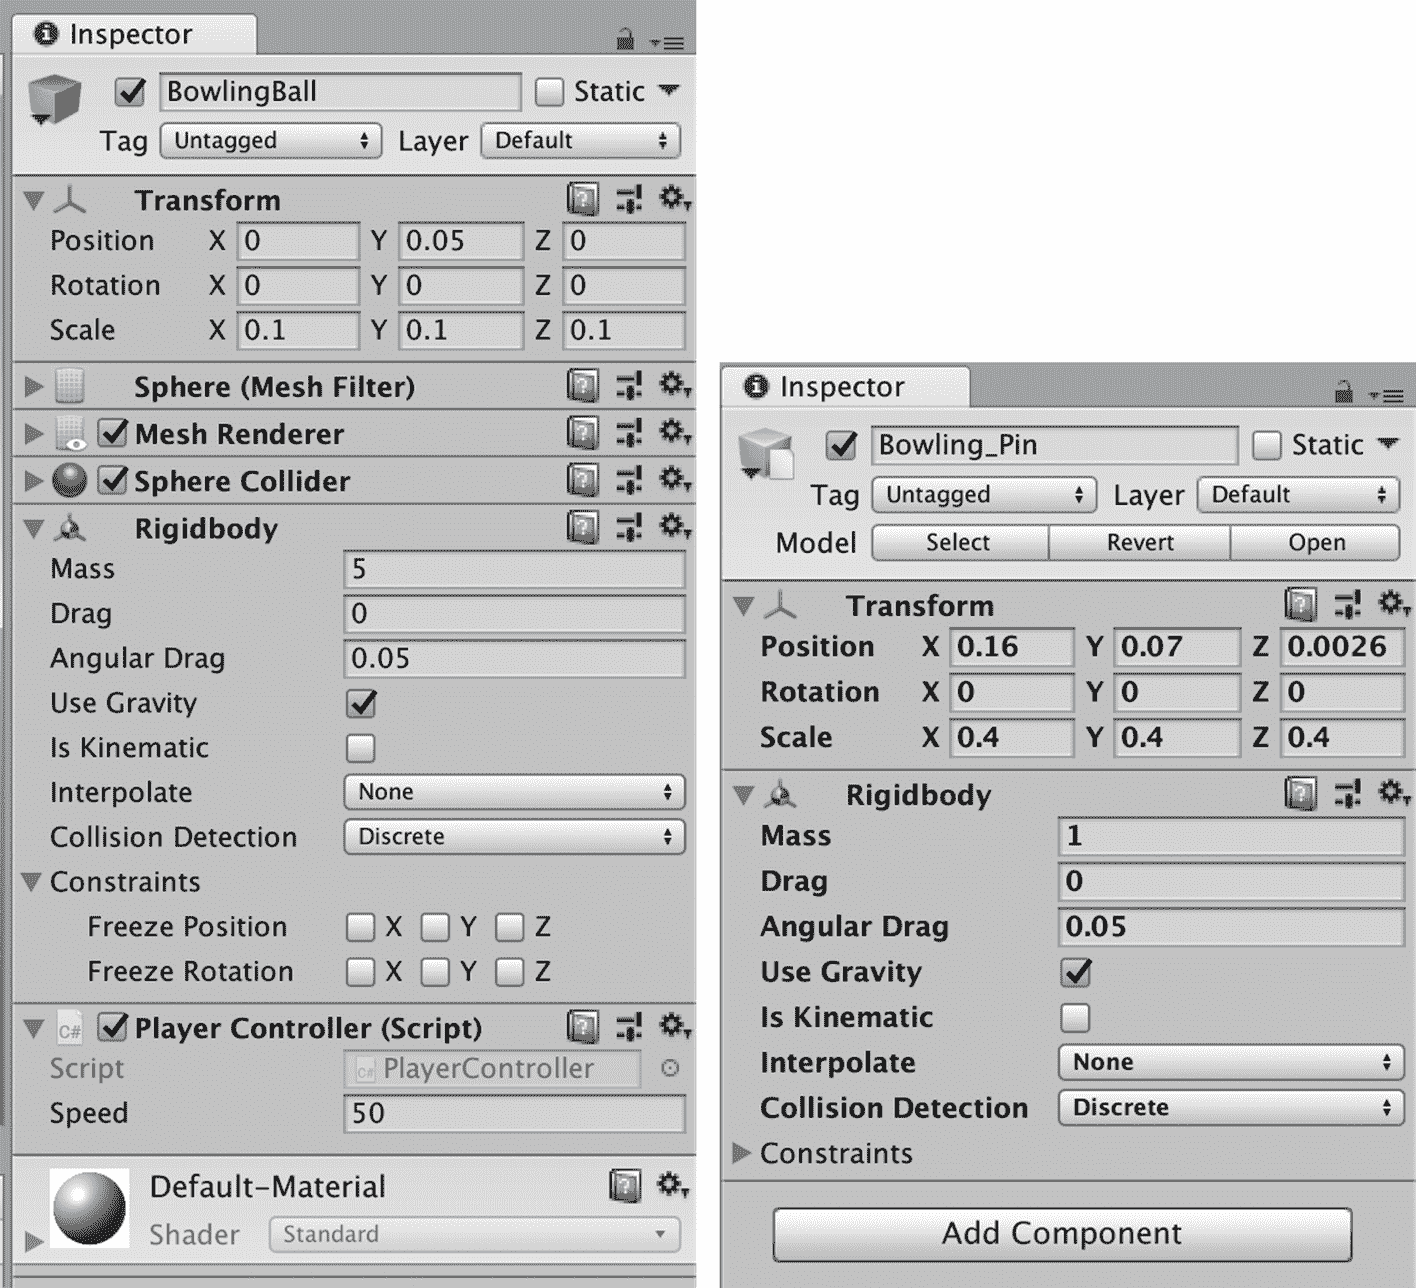 Inspector
BowlingBall Static
Tag Untagged Layer Default
Transform
Position X 0 Y 0.05 Z 0
Rotation X 0 Y 0 Z 0
Scale X 0.1 Y 0.1 Z 0.1
Sphere (Mesh Filter)
Mesh Renderer
Sphere Collider
Rigidbody
Mass 5
Drag 0
Angular Drag 0.05
Use Gravity
Is Kinematic
Interpolate None
Collision Detection Discrete
Constraints
Freeze Position X Y Z
Freeze Rotation X Y Z
C# Player Controller (Script)
Script C# PlayerController
Speed 50
Default-Material
Shader Standard
Inspector
Bowling_Pin Static
Tag Untagged Layer Default
Model Select Revert Open
Transform
Position X 0.16 Y 0.07 Z 0.0026
Rotation X 0 Y 0 Z 0
Scale X 0.4 Y 0.4 Z 0.4
Rigidbody
Mass 1
Drag 0
Angular Drag 0.05
Use Gravity
Is Kinematic
Interpolate None
Collision Detection Discrete
Constraints
Add Component